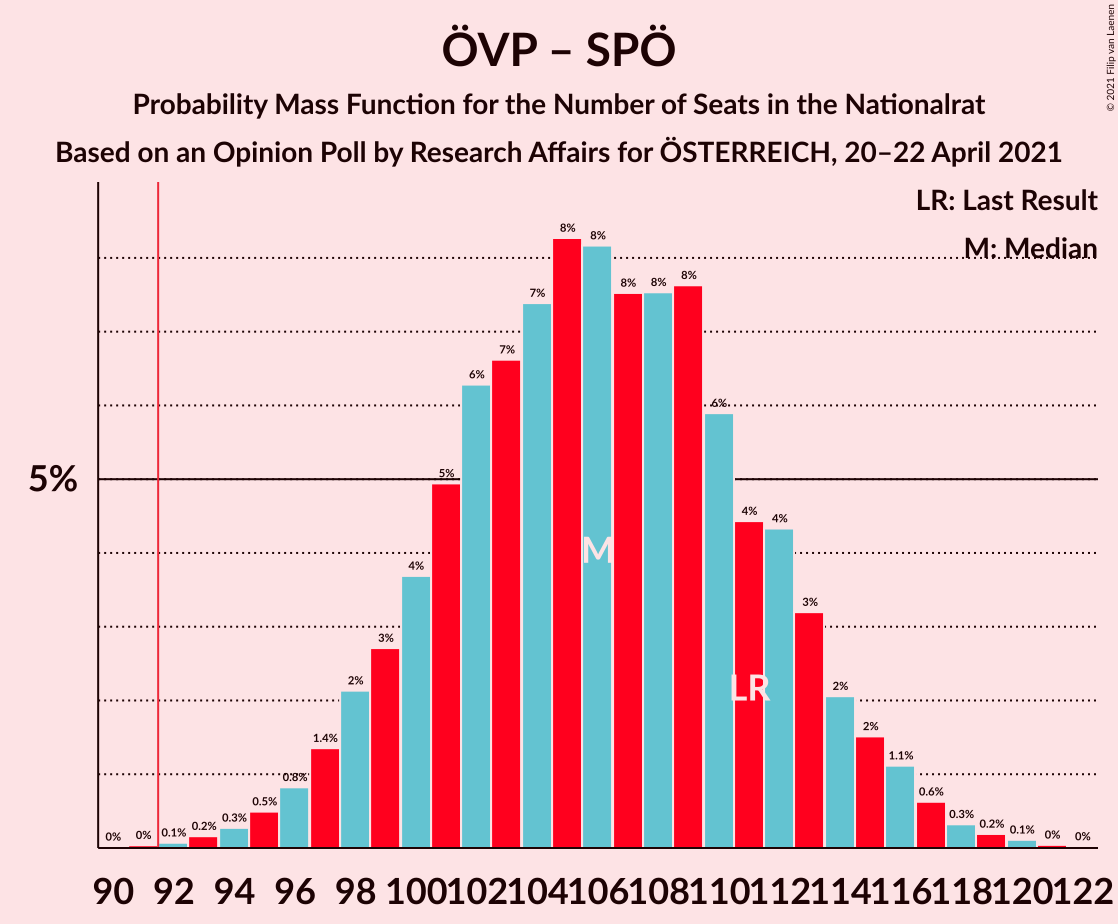 ÖVP – SPÖ
Probability Mass Function for the Number of Seats in the Nationalrat
Based on an Opinion Poll by Research Affairs for ÖSTERREICH, 20–22 April 2021
© 2021 Filip van Laenen
LR: Last Result
M: Median
5%
0% 0% 0.1% 0.2% 0.3% 0.5% 0.8% 1.4% 2% 3% 4% 5% 6% 7% 7% 8% 8% 8% 8% 8% 6% 4% 4% 3% 2% 2% 1.1% 0.6% 0.3% 0.2% 0.1% 0% 0%
M
LR
90 92 94 96 98 100 102 104 106 108 110 112 114 116 118 120 122